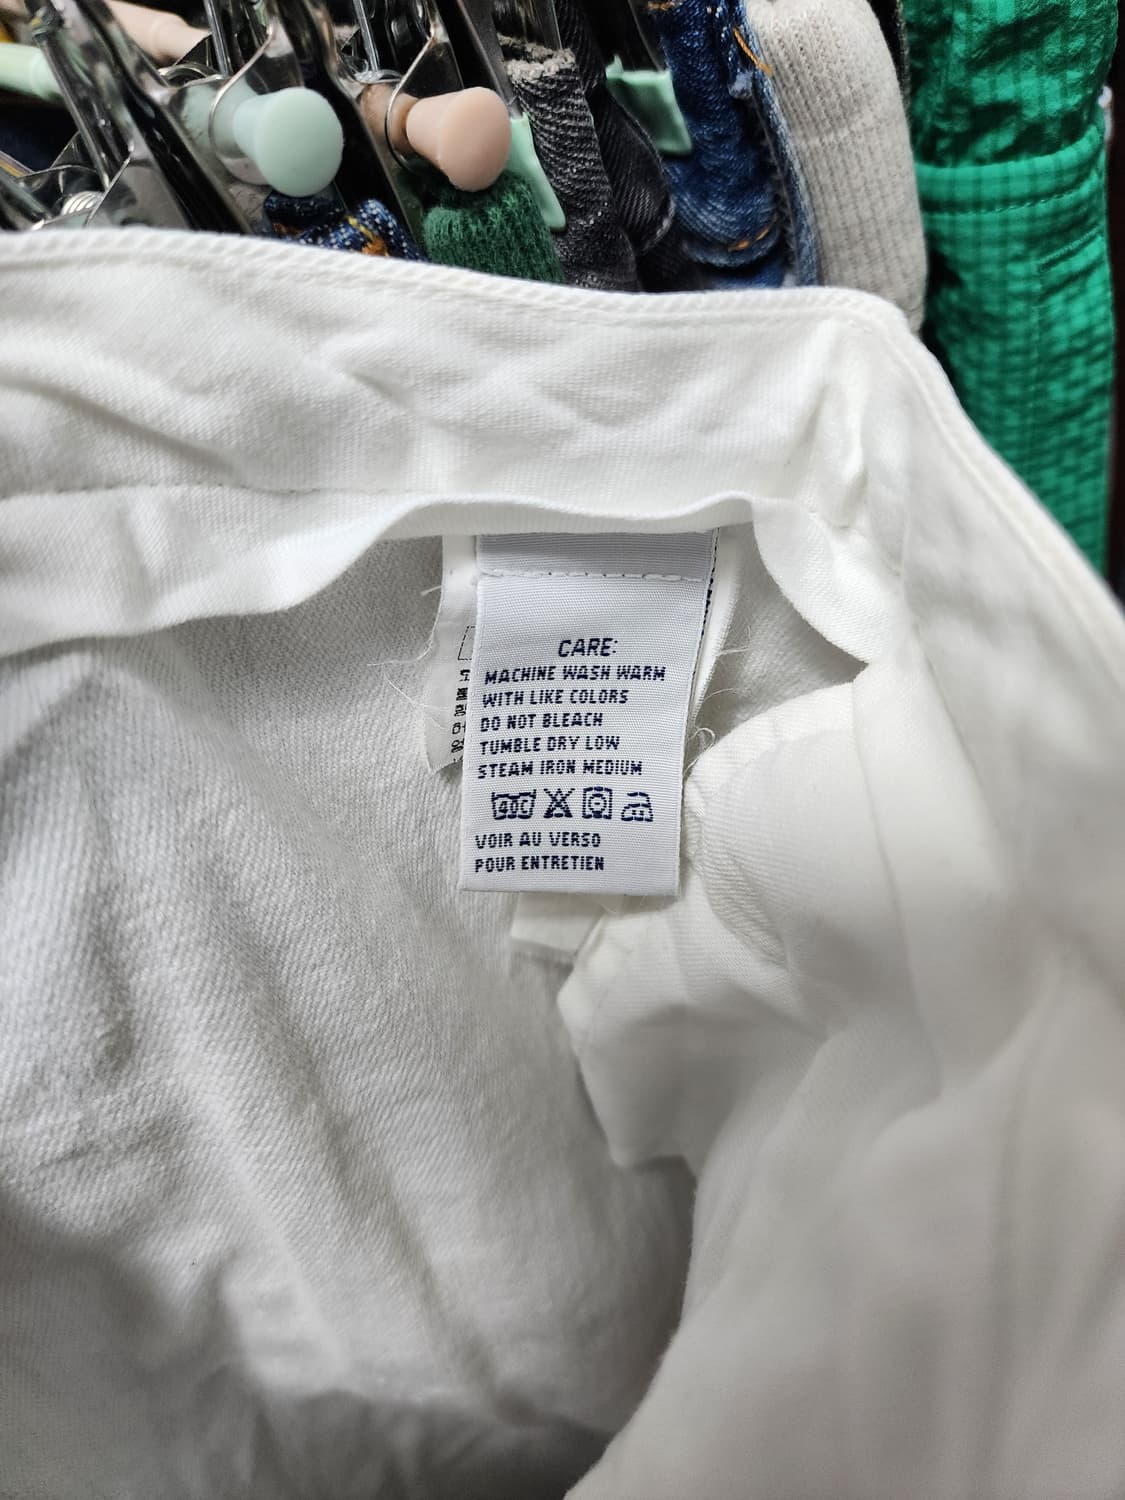 CARE:
MACHINE WASH WARM
WITH LIKE COLORS
DO NOT BLEACH
TUMBLE DRY LOW
STEAM IRON MEDIUM
40C
VOIR AU VERSO
POUR ENTRETIEN